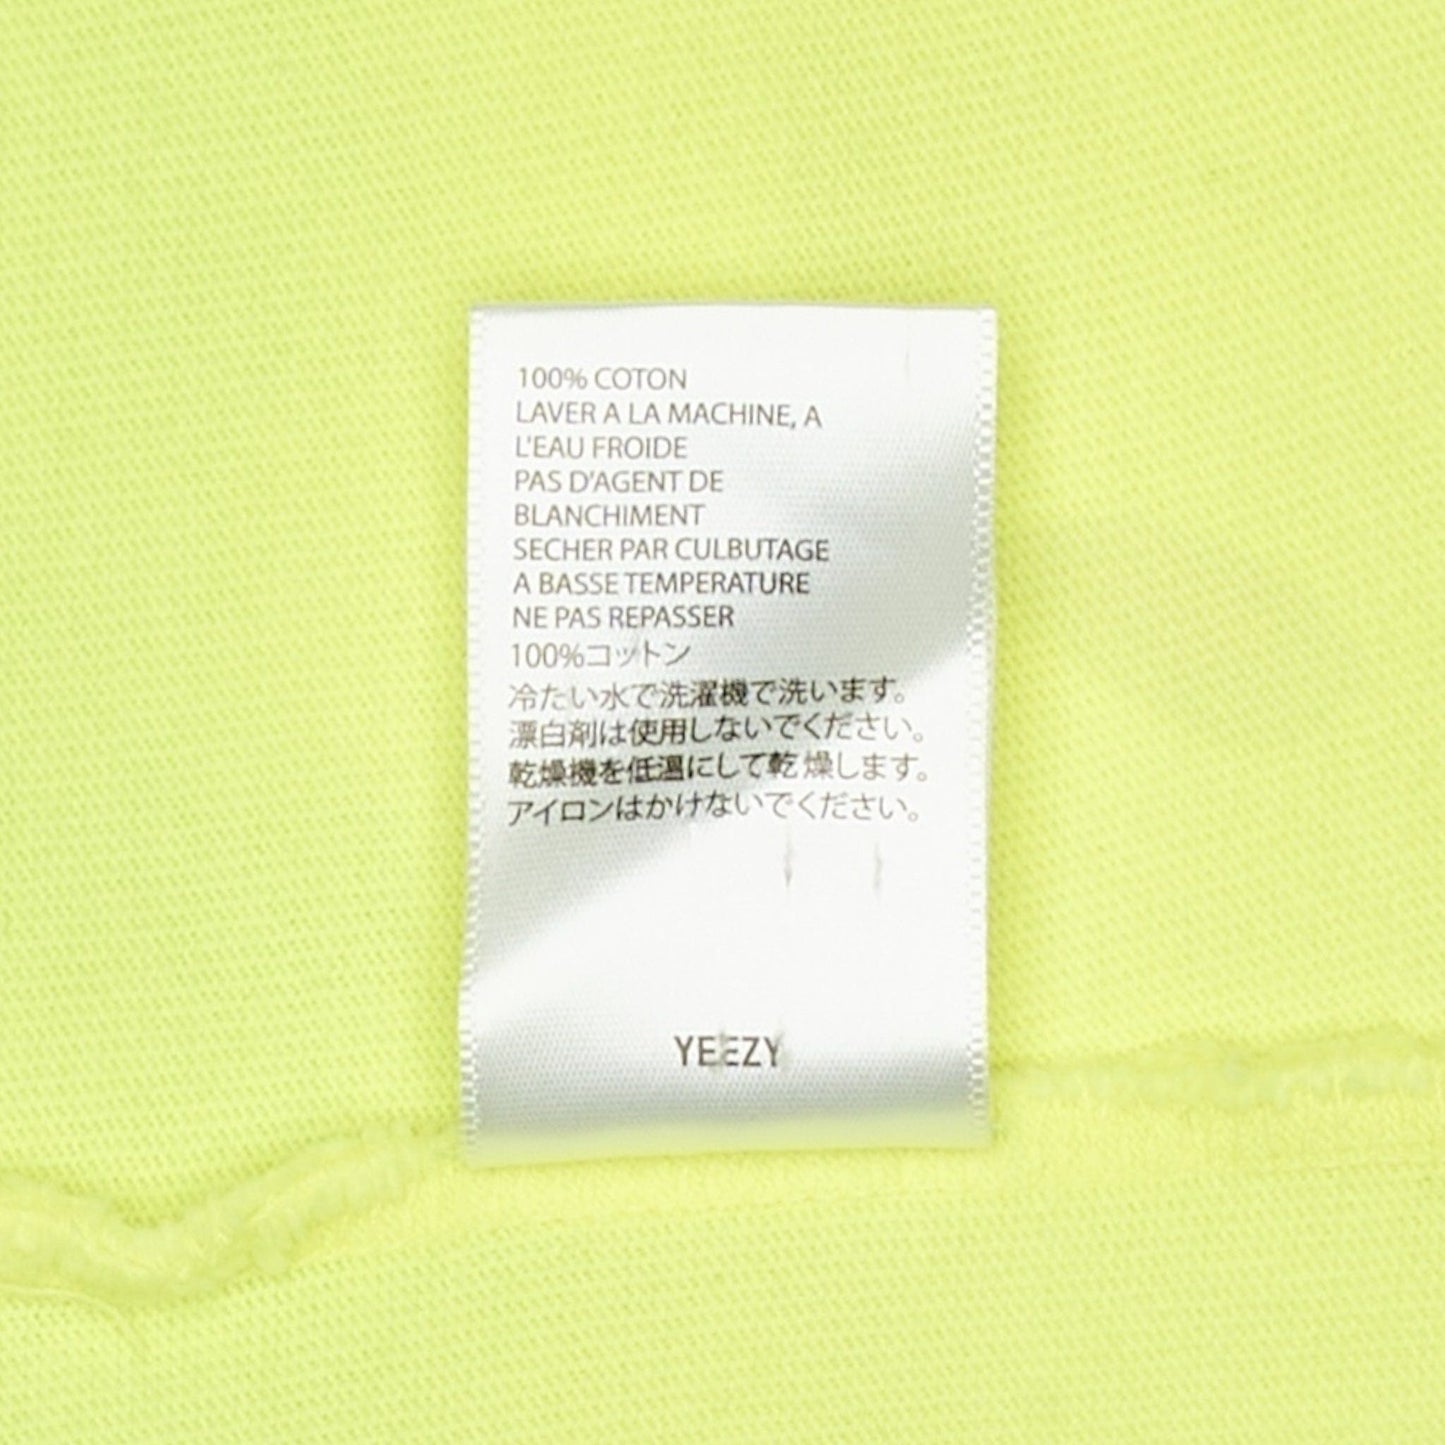 100% COTON
LAVER A LA MACHINE, A
L'EAU FROIDE
PAS D'AGENT DE
BLANCHIMENT
SECHER PAR CULBUTAGE
A BASSE TEMPERATURE
NE PAS REPASSER
100%コットン
冷たい水で洗濯機で洗います。
漂白剤は使用しないでください。
乾燥機を低温にして乾燥します。
アイロンはかけないでください。
YEEZY